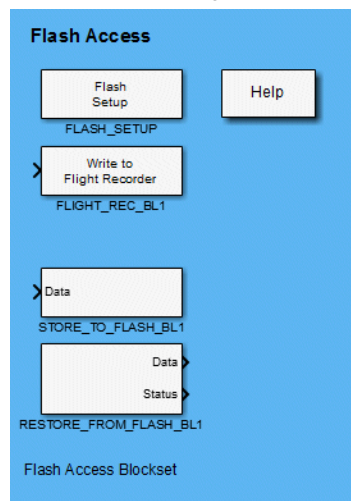 Flash Access
Flash
Setup
Help
FLASH_SETUP
Write to
Flight Recorder
FLIGHT_REC_BL1
Data
STORE_TO_FLASH_BL1
Data
Status
RESTORE_FROM_FLASH_BL1
Flash Access Blockset